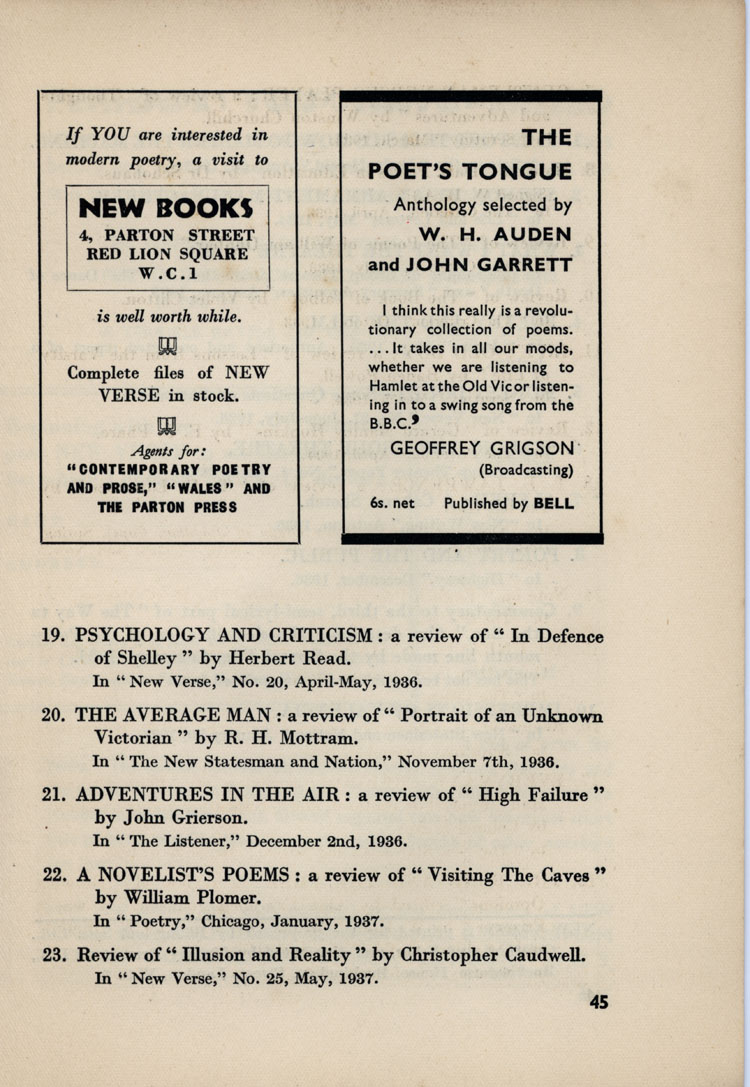 If YOU are interested in
modern poetry, a visit to
NEW BOOKS
4, PARTON STREET
RED LION SQUARE
W.C.1
is well worth while.
Complete files of NEW
VERSE in stock.
Agents for:
"CONTEMPORARY POETRY
AND PROSE," "WALES" AND
THE PARTON PRESS
THE
POET'S TONGUE
Anthology selected by
W. H. AUDEN
and JOHN GARRETT
I think this really is a revolu-
tionary collection of poems.
...It takes in all our moods,
whether we are listening to
Hamlet at the Old Vic or listen-
ing in to a swing song from the
B.B.C.❜
GEOFFREY GRIGSON
(Broadcasting)
6s. net Published by BELL
19. PSYCHOLOGY AND CRITICISM : a review of " In Defence
of Shelley " by Herbert Read.
In " New Verse," No. 20, April-May, 1936.
20. THE AVERAGE MAN : a review of " Portrait of an Unknown
Victorian " by R. H. Mottram.
In " The New Statesman and Nation," November 7th, 1936.
21. ADVENTURES IN THE AIR : a review of " High Failure "
by John Grierson.
In " The Listener," December 2nd, 1936.
22. A NOVELIST'S POEMS : a review of " Visiting The Caves "
by William Plomer.
In " Poetry," Chicago, January, 1937.
23. Review of " Illusion and Reality " by Christopher Caudwell.
In " New Verse," No. 25, May, 1937.
45